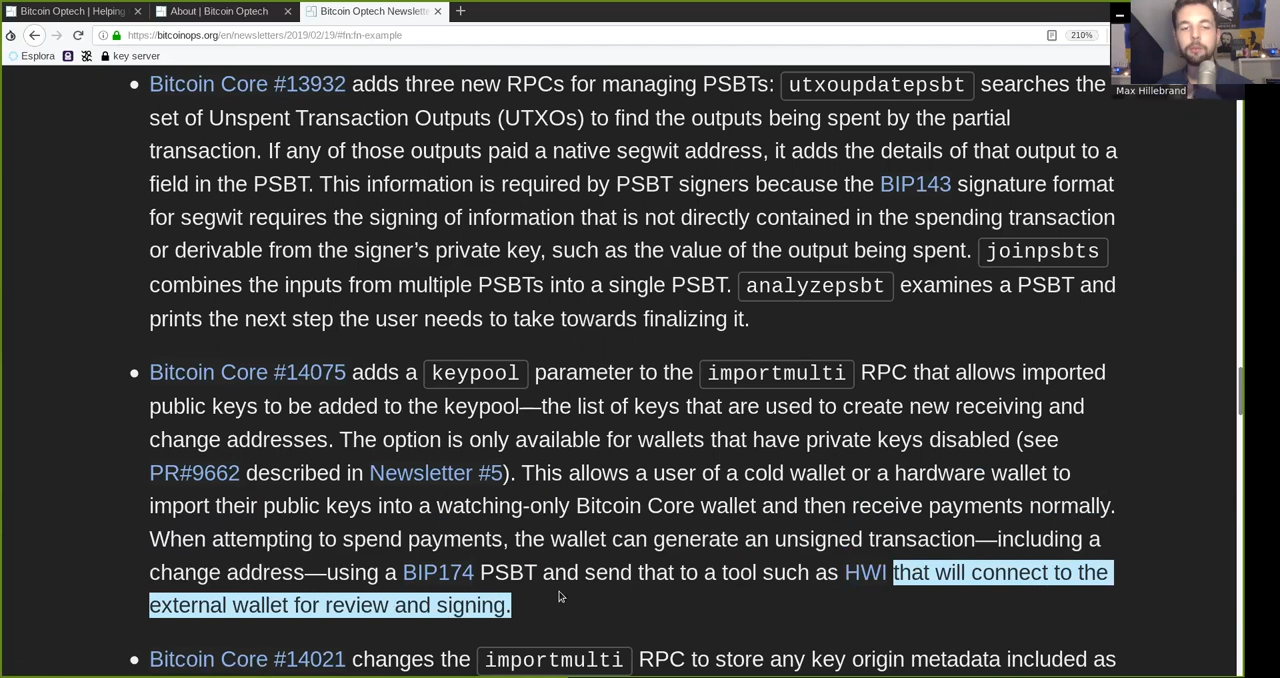 Bitcoin Optech | Helping
About | Bitcoin Optech
Bitcoin Optech Newslette
https://bitcoinops.org/en/newsletters/2019/02/19/#fn:fn-example
210%
Esplora
key server
Max Hillebrand
Bitcoin Core #13932 adds three new RPCs for managing PSBTs: utxoupdatepsbt searches the
set of Unspent Transaction Outputs (UTXOs) to find the outputs being spent by the partial
transaction. If any of those outputs paid a native segwit address, it adds the details of that output to a
field in the PSBT. This information is required by PSBT signers because the BIP143 signature format
for segwit requires the signing of information that is not directly contained in the spending transaction
or derivable from the signer’s private key, such as the value of the output being spent. joinpsbts
combines the inputs from multiple PSBTs into a single PSBT. analyzepsbt examines a PSBT and
prints the next step the user needs to take towards finalizing it.
Bitcoin Core #14075 adds a keypool parameter to the importmulti RPC that allows imported
public keys to be added to the keypool—the list of keys that are used to create new receiving and
change addresses. The option is only available for wallets that have private keys disabled (see
PR#9662 described in Newsletter #5). This allows a user of a cold wallet or a hardware wallet to
import their public keys into a watching-only Bitcoin Core wallet and then receive payments normally.
When attempting to spend payments, the wallet can generate an unsigned transaction—including a
change address—using a BIP174 PSBT and send that to a tool such as HWI that will connect to the
external wallet for review and signing.
Bitcoin Core #14021 changes the importmulti RPC to store any key origin metadata included as